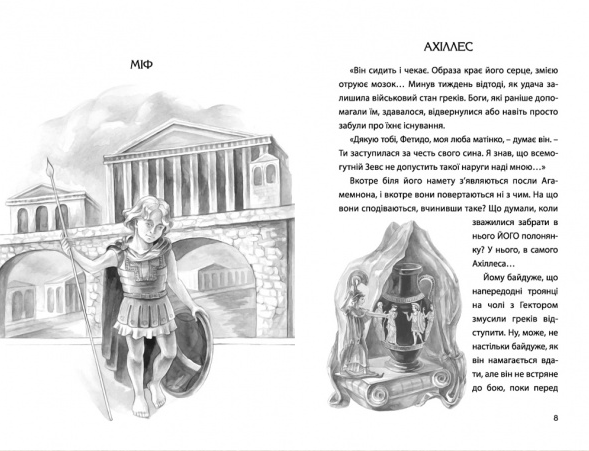 МІФ
АХІЛЛЕС
«Він сидить і чекає. Образа крає його серце, змією
отруює мозок… Минув тиждень відтоді, як удача за-
лишила військовий стан греків. Боги, які раніше допо-
магали їм, здавалося, відвернулися або навіть просто
забули про їхнє існування.
«Дякую тобі, Фетидо, моя люба матінко, – думає він. –
Ти заступилася за честь свого сина. Я знав, що всемо-
гутній Зевс не допустить такої наруги наді мною…»
Вкотре біля його намету з'являються посли Ага-
мемнона, і вкотре вони повертаються ні з чим. На що
вони сподіваються, вчинивши таке? Що думали, коли
зважилися забрати в
нього ЙОГО полонян-
ку? У нього, в самого
Ахіллеса…
Йому байдуже, що
напередодні троянці
на чолі з Гектором
змусили греків від-
ступити. Ну, може, не
настільки байдуже, як
він намагається вда-
ти, але він не встряне
до бою, поки перед
8